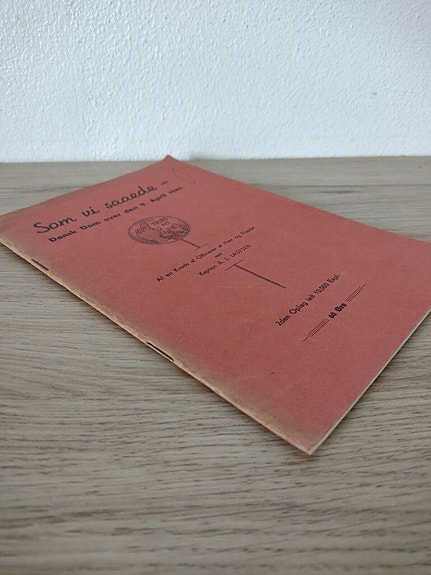 Som vi saaede -
Dansk Dom over den 9. April 1940.
Af en Kreds af Officerer af Hær og Flaade
ved
Kaptajn A. L. LAUESEN
2den Oplag ialt 10,000 Expl.
60 Øre